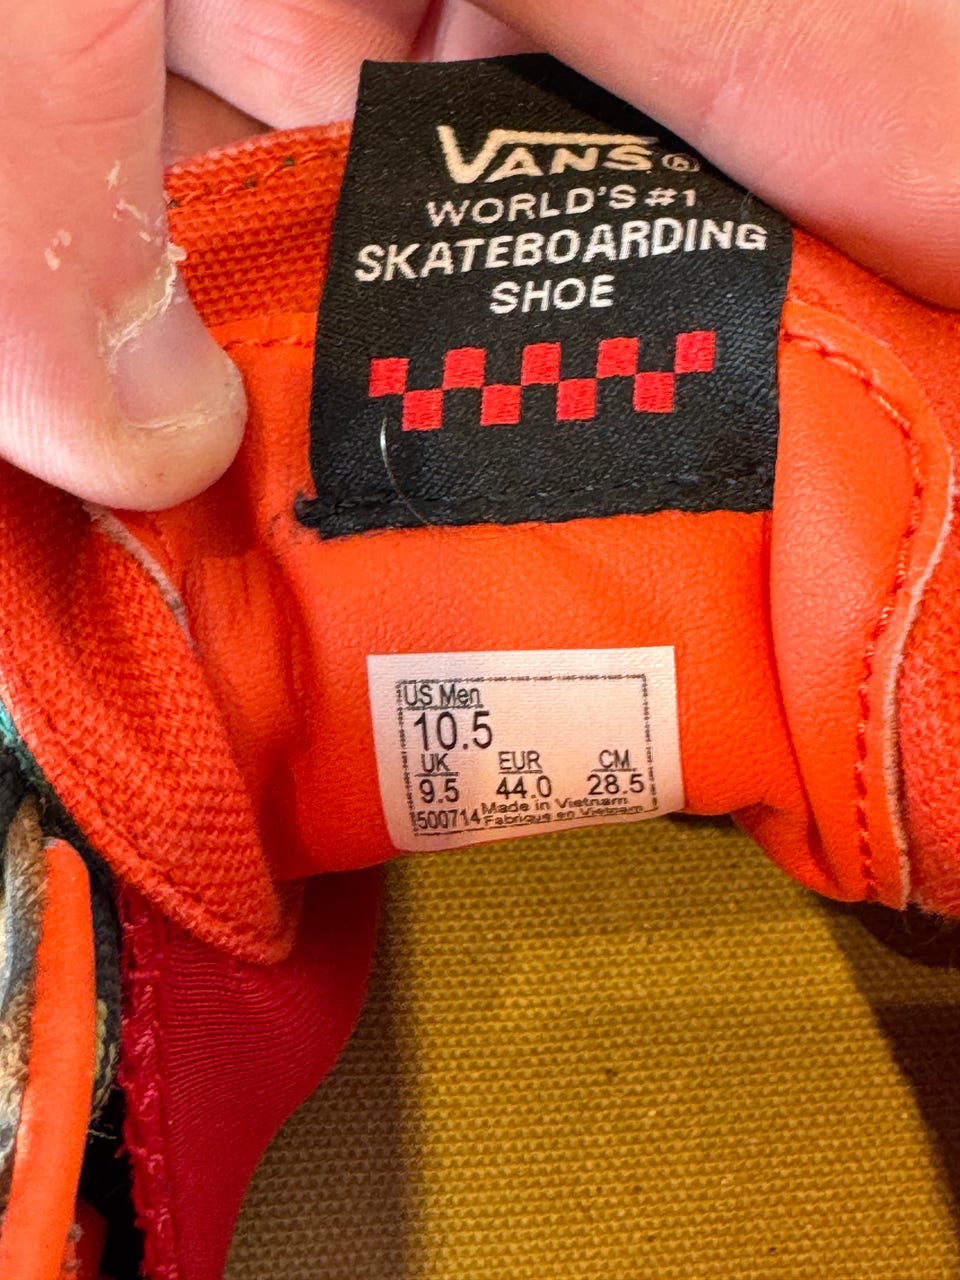 VANS®
WORLD'S #1
SKATEBOARDING
SHOE
US Men
10.5
UK EUR CM
9.5 44.0 28.5
Made in Vietnam
500714 Fabrique en Vietnam